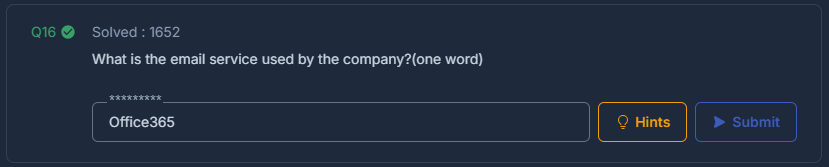 Q16 Solved : 1652
What is the email service used by the company?(one word)
*********
Office365
Hints
Submit